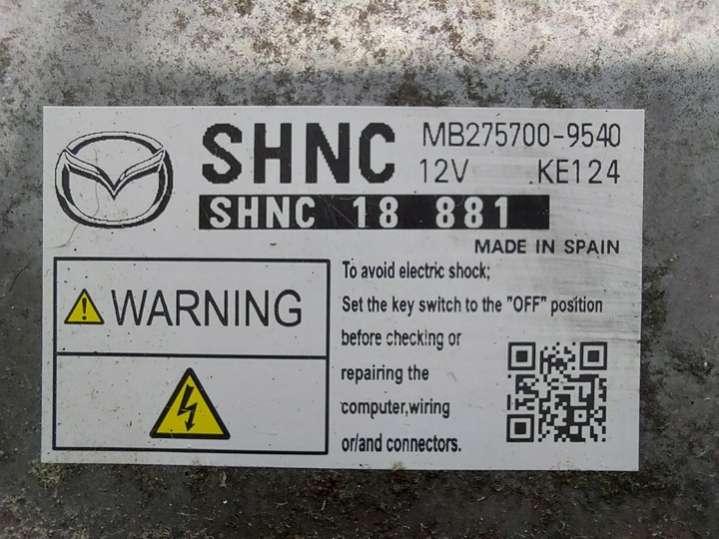 SHNC
MB275700-9540
12V .KE124
SHNC 18 881
MADE IN SPAIN
WARNING
To avoid electric shock;
Set the key switch to the "OFF" position
before checking or
repairing the
computer,wiring
or/and connectors.